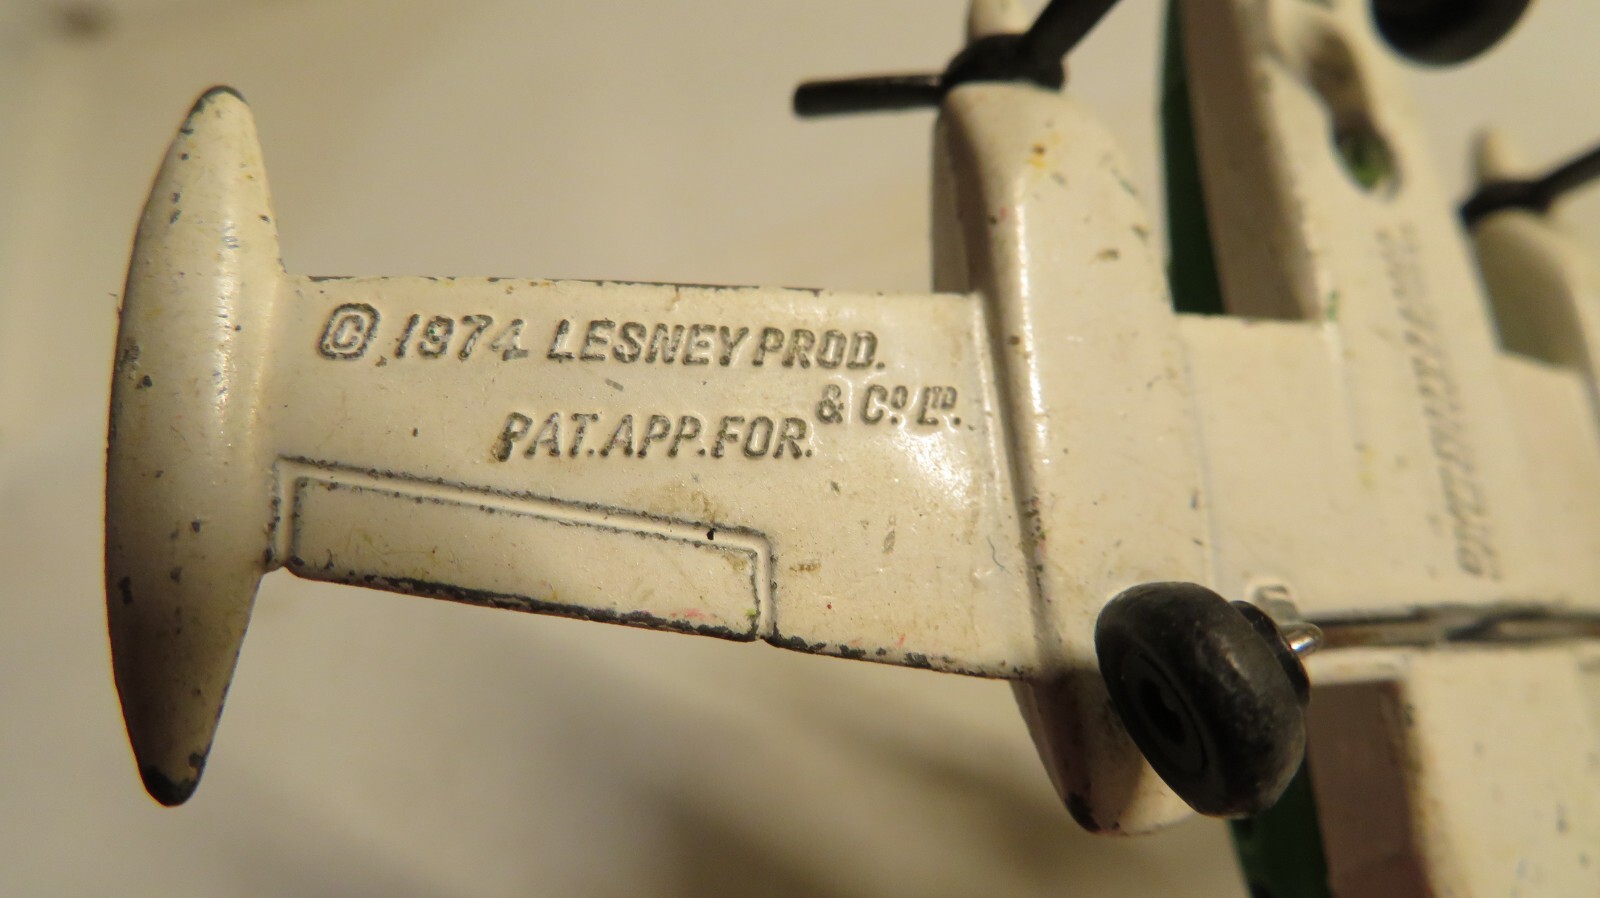 © 1974 LESNEY PROD.
& Cº LTD.
PAT.APP.FOR.